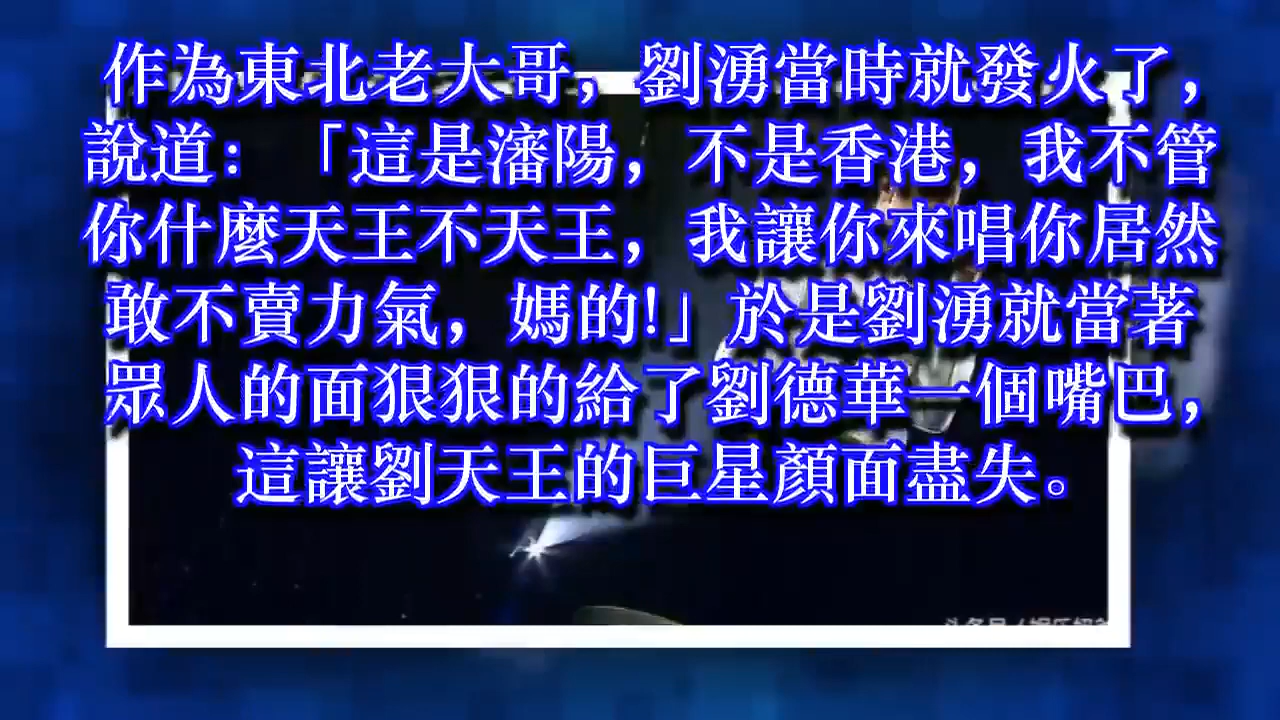 作為東北老大哥，劉湧當時就發火了，
說道：「這是瀋陽，不是香港，我不管
你什麼天王不天王，我讓你來唱你居然
敢不賣力氣，媽的!」於是劉湧就當著
眾人的面狠狠的給了劉德華一個嘴巴，
這讓劉天王的巨星顏面盡失。